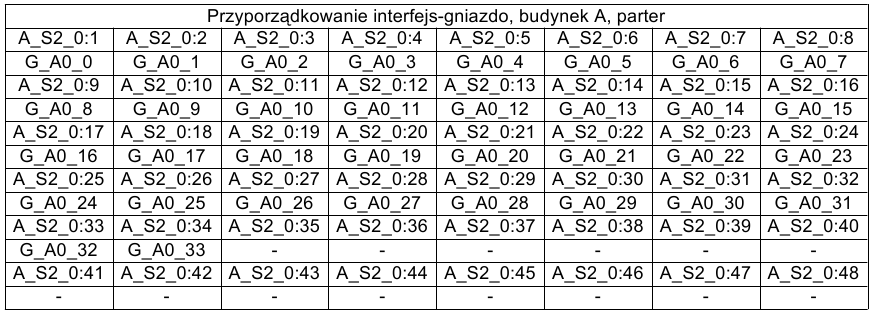 Przyporządkowanie interfejs-gniazdo, budynek A, parter
A_S2_0:1 A_S2_0:2 A_S2_0:3 A_S2_0:4 A_S2_0:5 A_S2_0:6 A_S2_0:7 A_S2_0:8
G_A0_0 G_A0_1 G_A0_2 G_A0_3 G_A0_4 G_A0_5 G_A0_6 G_A0_7
A_S2_0:9 A_S2_0:10 A_S2_0:11 A_S2_0:12 A_S2_0:13 A_S2_0:14 A_S2_0:15 A_S2_0:16
G_A0_8 G_A0_9 G_A0_10 G_A0_11 G_A0_12 G_A0_13 G_A0_14 G_A0_15
A_S2_0:17 A_S2_0:18 A_S2_0:19 A_S2_0:20 A_S2_0:21 A_S2_0:22 A_S2_0:23 A_S2_0:24
G_A0_16 G_A0_17 G_A0_18 G_A0_19 G_A0_20 G_A0_21 G_A0_22 G_A0_23
A_S2_0:25 A_S2_0:26 A_S2_0:27 A_S2_0:28 A_S2_0:29 A_S2_0:30 A_S2_0:31 A_S2_0:32
G_A0_24 G_A0_25 G_A0_26 G_A0_27 G_A0_28 G_A0_29 G_A0_30 G_A0_31
A_S2_0:33 A_S2_0:34 A_S2_0:35 A_S2_0:36 A_S2_0:37 A_S2_0:38 A_S2_0:39 A_S2_0:40
G_A0_32 G_A0_33 - - - - - -
A_S2_0:41 A_S2_0:42 A_S2_0:43 A_S2_0:44 A_S2_0:45 A_S2_0:46 A_S2_0:47 A_S2_0:48
- - - - - - - -